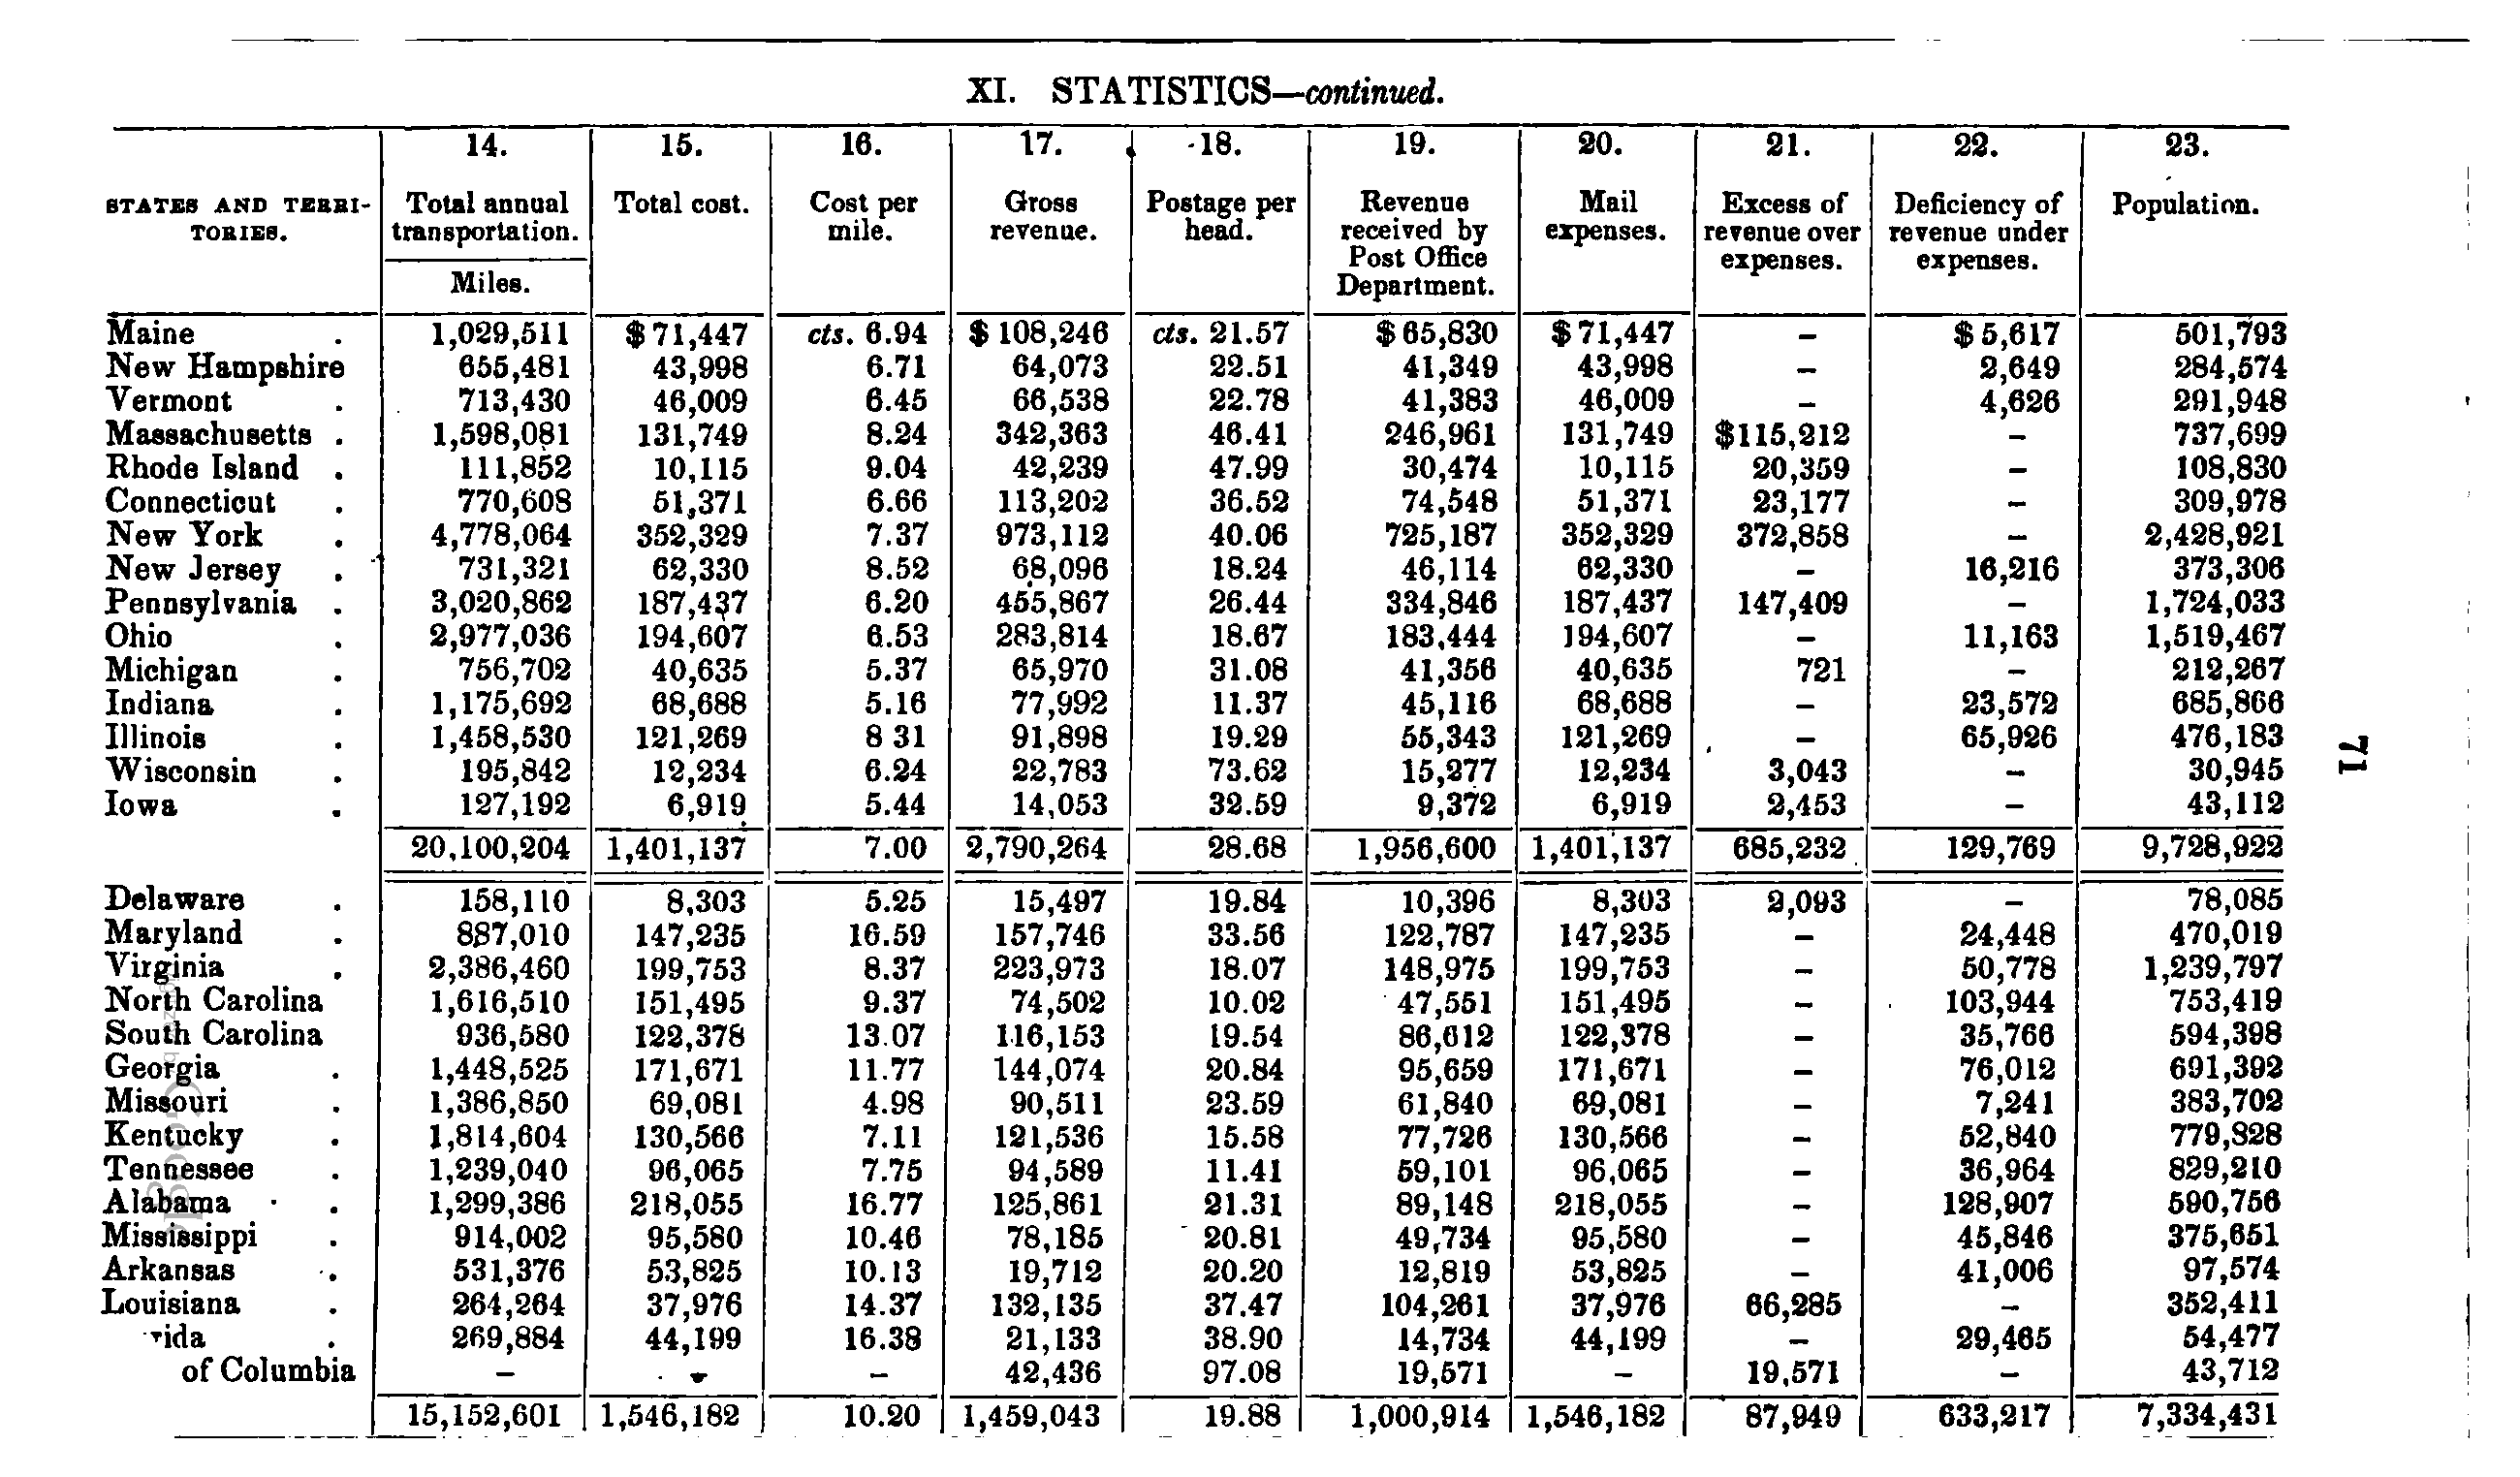 XI. STATISTICS—continued.
14. 15. 16. 17. 18. 19. 20. 21. 22. 23.
STATES AND TERRI- Total annual Total cost. Cost per Gross Postage per Revenue Mail Excess of Deficiency of Population.
TORIES. transportation. mile. revenue. head. received by expenses. revenue over revenue under
Post Office expenses. expenses.
Miles. Department.
Maine . 1,029,511 $71,447 cts. 6.94 $108,246 cts. 21.57 $65,830 $71,447 – $5,617 501,793
New Hampshire 655,481 43,998 6.71 64,073 22.51 41,349 43,998 – 2,649 284,574
Vermont . 713,430 46,009 6.45 66,538 22.78 41,383 46,009 – 4,626 291,948
Massachusetts . 1,598,081 131,749 8.24 342,363 46.41 246,961 131,749 $115,212 – 737,699
Rhode Island . 111,852 10,115 9.04 42,239 47.99 30,474 10,115 20,359 – 108,830
Connecticut . 770,608 51,371 6.66 113,202 36.52 74,548 51,371 23,177 – 309,978
New York . 4,778,064 352,329 7.37 973,112 40.06 725,187 352,329 372,858 – 2,428,921
New Jersey . 731,321 62,330 8.52 68,096 18.24 46,114 62,330 – 16,216 373,306
Pennsylvania . 3,020,862 187,437 6.20 455,867 26.44 334,846 187,437 147,409 – 1,724,033
Ohio . 2,977,036 194,607 6.53 283,814 18.67 183,444 194,607 – 11,163 1,519,467
Michigan . 756,702 40,635 5.37 65,970 31.08 41,356 40,635 721 – 212,267
Indiana . 1,175,692 68,688 5.16 77,992 11.37 45,116 68,688 – 23,572 685,866
Illinois . 1,458,530 121,269 8 31 91,898 19.29 55,343 121,269 – 65,926 476,183
Wisconsin . 195,842 12,234 6.24 22,783 73.62 15,277 12,234 3,043 – 30,945
Iowa . 127,192 6,919 5.44 14,053 32.59 9,372 6,919 2,453 – 43,112
20,100,204 1,401,137 7.00 2,790,264 28.68 1,956,600 1,401,137 685,232 129,769 9,728,922
Delaware . 158,110 8,303 5.25 15,497 19.84 10,396 8,303 2,093 – 78,085
Maryland . 887,010 147,235 16.59 157,746 33.56 122,787 147,235 – 24,448 470,019
Virginia . 2,386,460 199,753 8.37 223,973 18.07 148,975 199,753 – 50,778 1,239,797
North Carolina 1,616,510 151,495 9.37 74,502 10.02 47,551 151,495 – 103,944 753,419
South Carolina 936,580 122,378 13.07 116,153 19.54 86,612 122,378 – 35,766 594,398
Georgia . 1,448,525 171,671 11.77 144,074 20.84 95,659 171,671 – 76,012 691,392
Missouri . 1,386,850 69,081 4.98 90,511 23.59 61,840 69,081 – 7,241 383,702
Kentucky . 1,814,604 130,566 7.11 121,536 15.58 77,726 130,566 – 52,840 779,828
Tennessee . 1,239,040 96,065 7.75 94,589 11.41 59,101 96,065 – 36,964 829,210
Alabama . 1,299,386 218,055 16.77 125,861 21.31 89,148 218,055 – 128,907 590,756
Mississippi . 914,002 95,580 10.46 78,185 20.81 49,734 95,580 – 45,846 375,651
Arkansas . 531,376 53,825 10.13 19,712 20.20 12,819 53,825 – 41,006 97,574
Louisiana . 264,264 37,976 14.37 132,135 37.47 104,261 37,976 66,285 – 352,411
rida . 269,884 44,199 16.38 21,133 38.90 14,734 44,199 – 29,465 54,477
of Columbia – – – 42,436 97.08 19,571 – 19,571 – 43,712
15,152,601 1,546,182 10.20 1,459,043 19.88 1,000,914 1,546,182 87,949 633,217 7,334,431
71